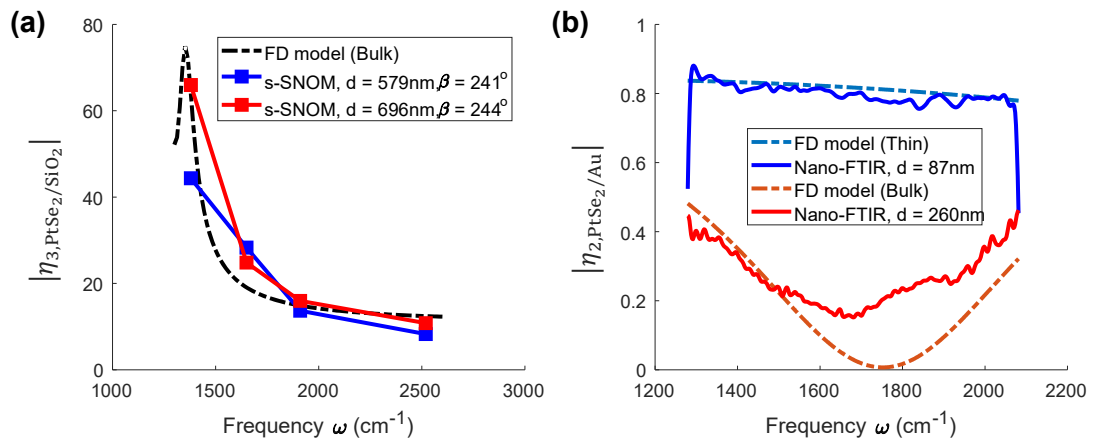 (a)
80
60
40
20
0
|η3,PtSe2/SiO2|
FD model (Bulk)
s-SNOM, d = 579nm,β = 241°
s-SNOM, d = 696nm,β = 244°
1000 1500 2000 2500 3000
Frequency ω (cm-1)
(b)
1
0.8
0.6
0.4
0.2
0
|η2,PtSe2/Au|
FD model (Thin)
Nano-FTIR, d = 87nm
FD model (Bulk)
Nano-FTIR, d = 260nm
1200 1400 1600 1800 2000 2200
Frequency ω (cm-1)